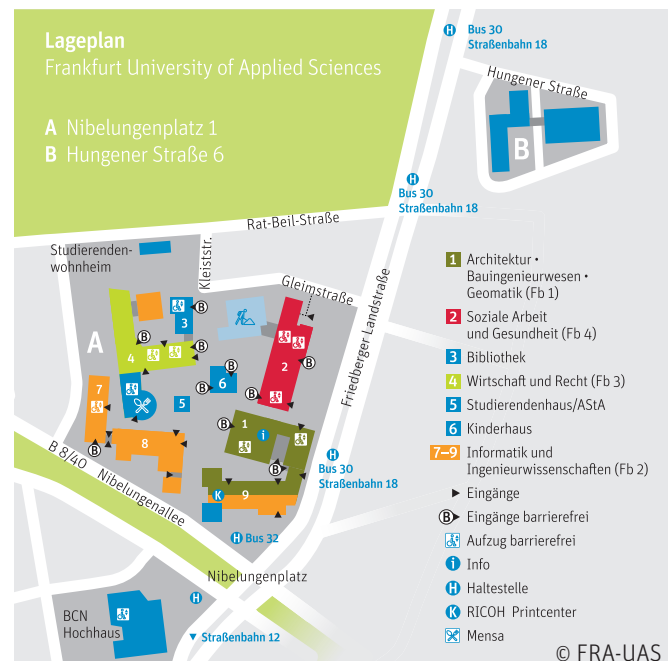 Lageplan
Frankfurt University of Applied Sciences
A Nibelungenplatz 1
B Hungener Straße 6
H Bus 30
Straßenbahn 18
Hungener Straße
B
H
Bus 30
Straßenbahn 18
Rat-Beil-Straße
Studierenden-
wohnheim
Kleiststr.
Gleimstraße
Friedberger Landstraße
A
3
B
B
B
4
B
2
B
B
6
B
7
5
B
1
i
8
B
B
K
9
B 8/40 Nibelungenallee
H
Bus 30
Straßenbahn 18
H Bus 32
Nibelungenplatz
H
BCN
Hochhaus
Straßenbahn 12
1 Architektur •
Bauingenieurwesen •
Geomatik (Fb 1)
2 Soziale Arbeit
und Gesundheit (Fb 4)
3 Bibliothek
4 Wirtschaft und Recht (Fb 3)
5 Studierendenhaus/AStA
6 Kinderhaus
7–9 Informatik und
Ingenieurwissenschaften (Fb 2)
Eingänge
B Eingänge barrierefrei
Aufzug barrierefrei
i Info
H Haltestelle
K RICOH Printcenter
Mensa
© FRA-UAS